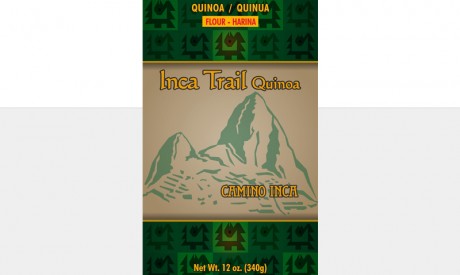 QUINOA / QUINUA
FLOUR - HARINA
Inca Trail Quinoa
CAMINO INCA
Net Wt. 12 oz. (340g)